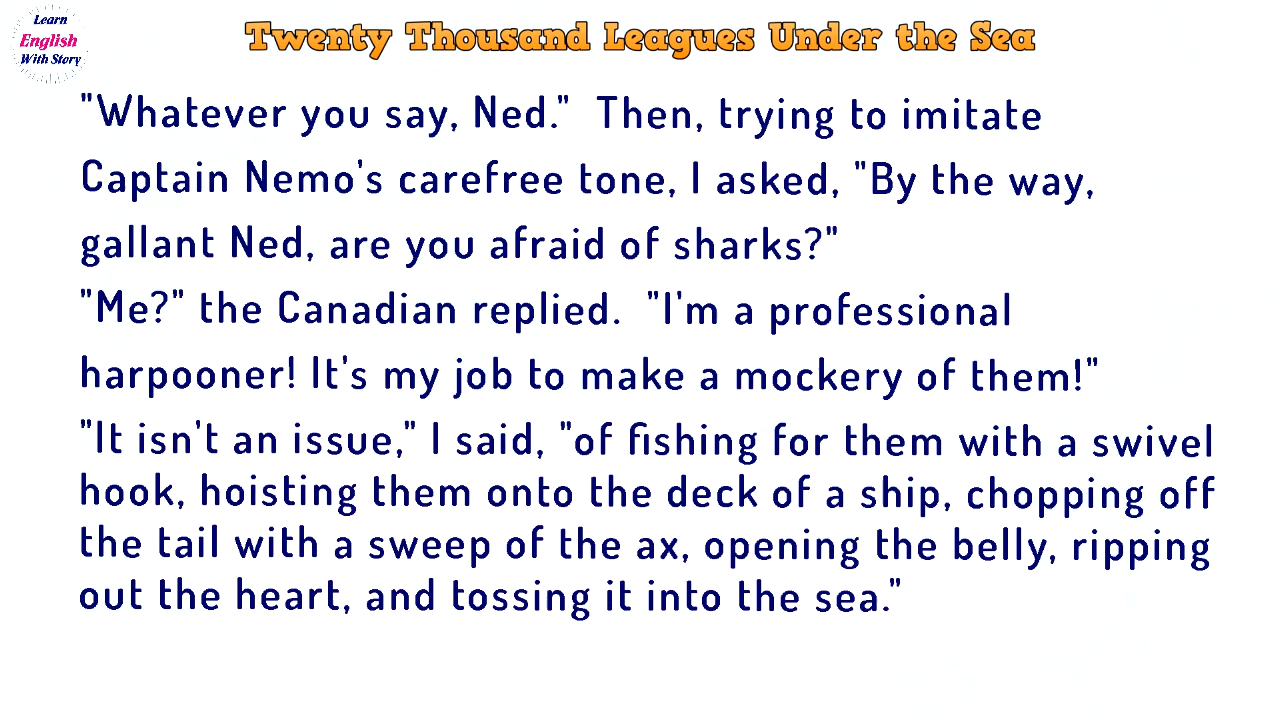 Learn
English
With Story
Twenty Thousand Leagues Under the Sea
"Whatever you say, Ned."  Then, trying to imitate
Captain Nemo's carefree tone, I asked, "By the way,
gallant Ned, are you afraid of sharks?"
"Me?" the Canadian replied.  "I'm a professional
harpooner! It's my job to make a mockery of them!"
"It isn't an issue," I said, "of fishing for them with a swivel
hook, hoisting them onto the deck of a ship, chopping off
the tail with a sweep of the ax, opening the belly, ripping
out the heart, and tossing it into the sea."